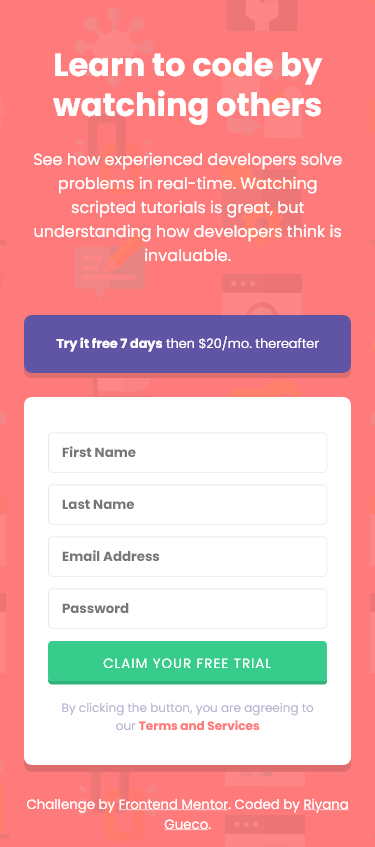 Learn to code by
watching others
See how experienced developers solve
problems in real-time. Watching
scripted tutorials is great, but
understanding how developers think is
invaluable.
Try it free 7 days then $20/mo. thereafter
First Name
Last Name
Email Address
Password
CLAIM YOUR FREE TRIAL
By clicking the button, you are agreeing to
our Terms and Services
Challenge by Frontend Mentor. Coded by Riyana
Gueco.